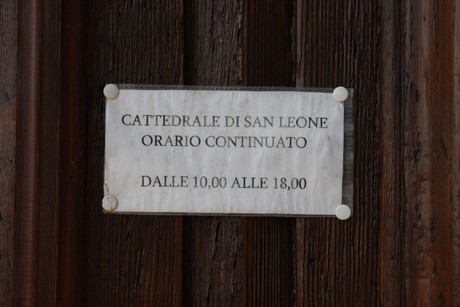 CATTEDRALE DI SAN LEONE
ORARIO CONTINUATO
DALLE 10,00 ALLE 18,00